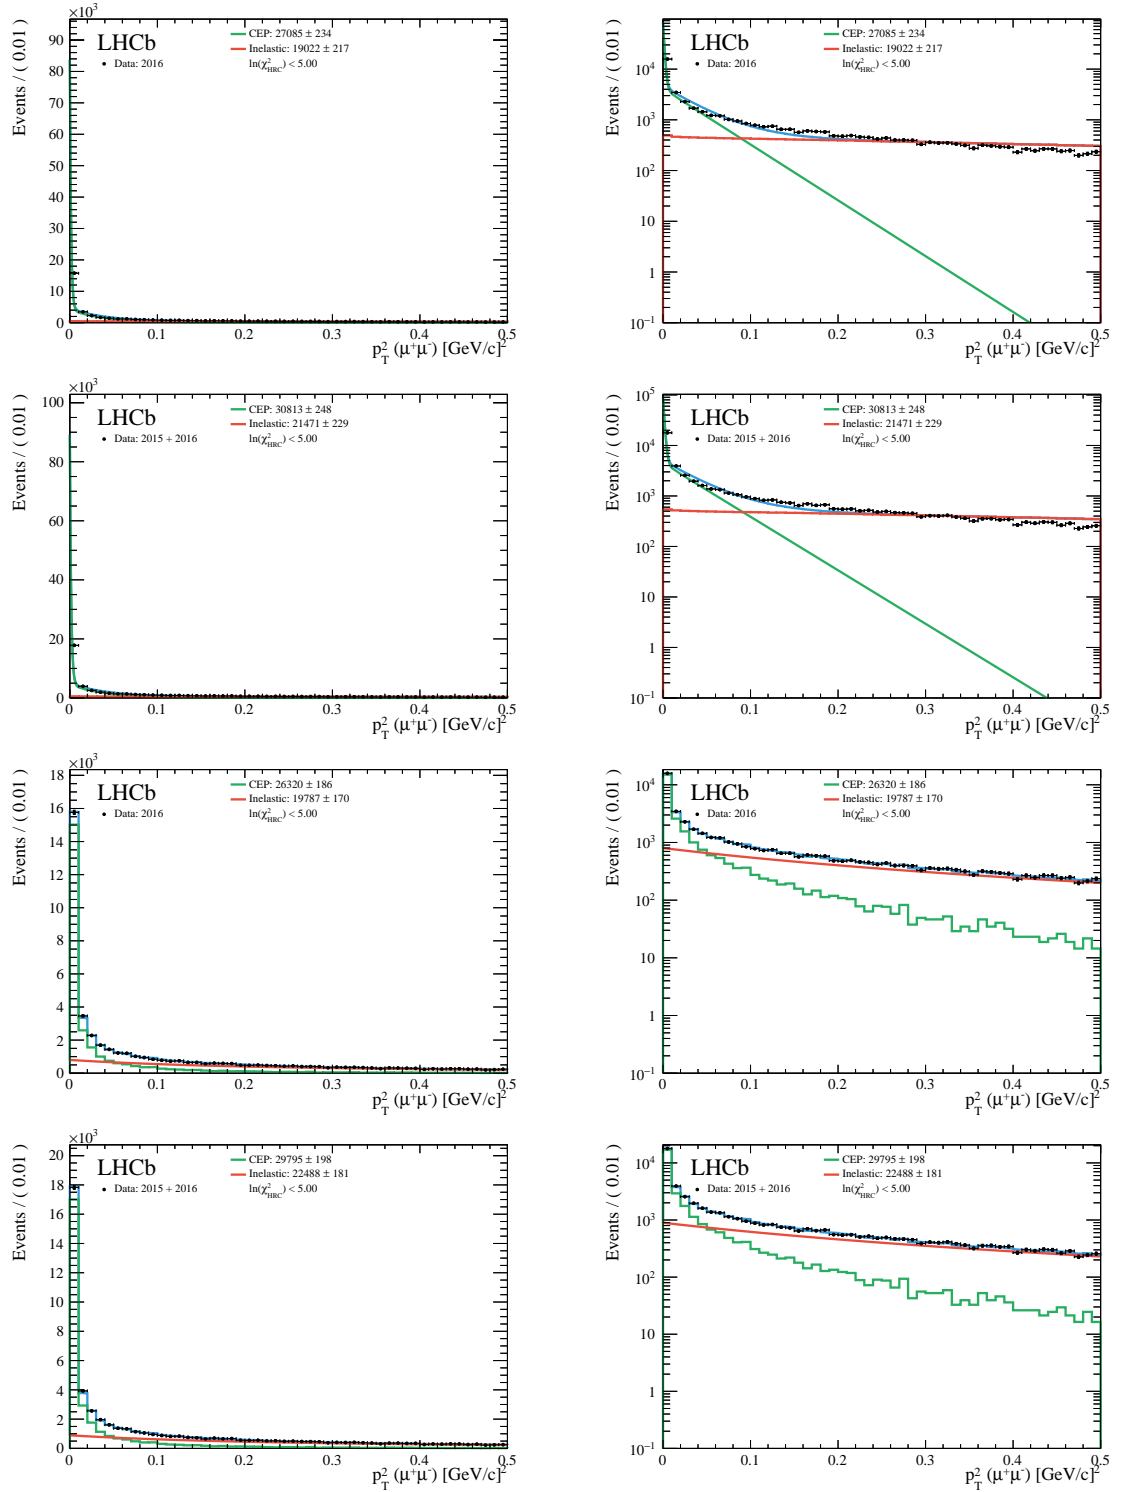 ×10³
Events / ( 0.01 )
LHCb
Data: 2016
CEP: 27085 ± 234
Inelastic: 19022 ± 217
ln(χ²HRC) < 5.00
90
80
70
60
50
40
30
20
10
0
0 0.1 0.2 0.3 0.4 0.5
p²T (μ⁺μ⁻) [GeV/c]²
Events / ( 0.01 )
LHCb
Data: 2016
CEP: 27085 ± 234
Inelastic: 19022 ± 217
ln(χ²HRC) < 5.00
10⁴
10³
10²
10
1
10⁻¹
0 0.1 0.2 0.3 0.4 0.5
p²T (μ⁺μ⁻) [GeV/c]²
×10³
Events / ( 0.01 )
LHCb
Data: 2015 + 2016
CEP: 30813 ± 248
Inelastic: 21471 ± 229
ln(χ²HRC) < 5.00
100
80
60
40
20
0
0 0.1 0.2 0.3 0.4 0.5
p²T (μ⁺μ⁻) [GeV/c]²
Events / ( 0.01 )
LHCb
Data: 2015 + 2016
CEP: 30813 ± 248
Inelastic: 21471 ± 229
ln(χ²HRC) < 5.00
10⁵
10⁴
10³
10²
10
1
10⁻¹
0 0.1 0.2 0.3 0.4 0.5
p²T (μ⁺μ⁻) [GeV/c]²
×10³
Events / ( 0.01 )
LHCb
Data: 2016
CEP: 26320 ± 186
Inelastic: 19787 ± 170
ln(χ²HRC) < 5.00
18
16
14
12
10
8
6
4
2
0
0 0.1 0.2 0.3 0.4 0.5
p²T (μ⁺μ⁻) [GeV/c]²
Events / ( 0.01 )
LHCb
Data: 2016
CEP: 26320 ± 186
Inelastic: 19787 ± 170
ln(χ²HRC) < 5.00
10⁴
10³
10²
10
1
10⁻¹
0 0.1 0.2 0.3 0.4 0.5
p²T (μ⁺μ⁻) [GeV/c]²
×10³
Events / ( 0.01 )
LHCb
Data: 2015 + 2016
CEP: 29795 ± 198
Inelastic: 22488 ± 181
ln(χ²HRC) < 5.00
20
18
16
14
12
10
8
6
4
2
0
0 0.1 0.2 0.3 0.4 0.5
p²T (μ⁺μ⁻) [GeV/c]²
Events / ( 0.01 )
LHCb
Data: 2015 + 2016
CEP: 29795 ± 198
Inelastic: 22488 ± 181
ln(χ²HRC) < 5.00
10⁴
10³
10²
10
1
10⁻¹
0 0.1 0.2 0.3 0.4 0.5
p²T (μ⁺μ⁻) [GeV/c]²